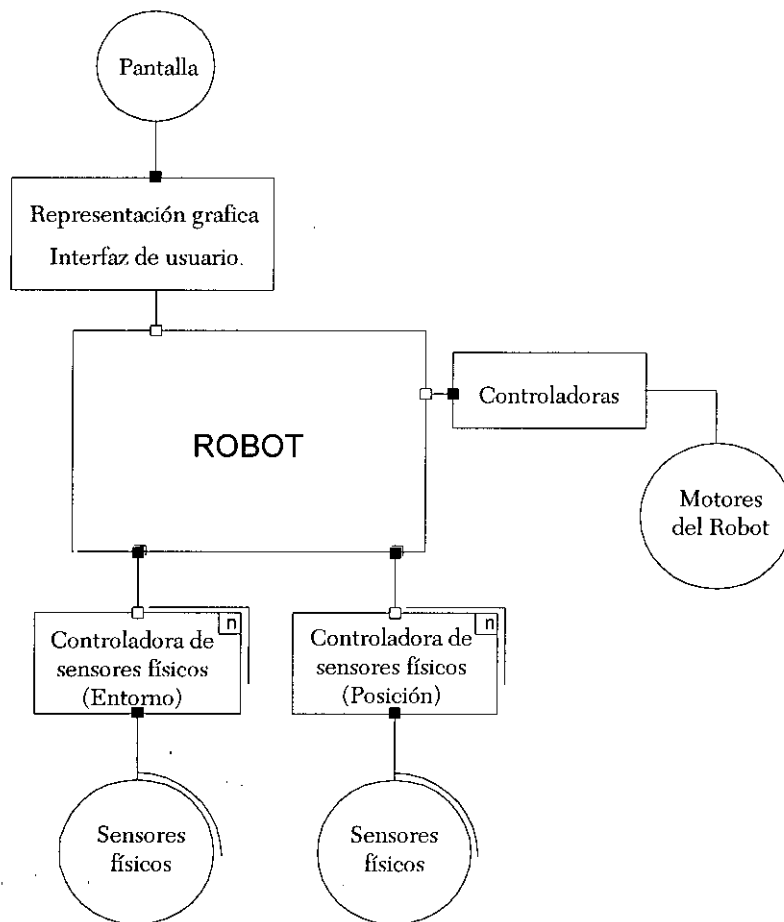 Pantalla
Representación grafica
Interfaz de usuario.
ROBOT
Controladoras
Motores
del Robot
n
Controladora de
sensores físicos
(Entorno)
n
Controladora de
sensores físicos
(Posición)
Sensores
físicos
Sensores
físicos